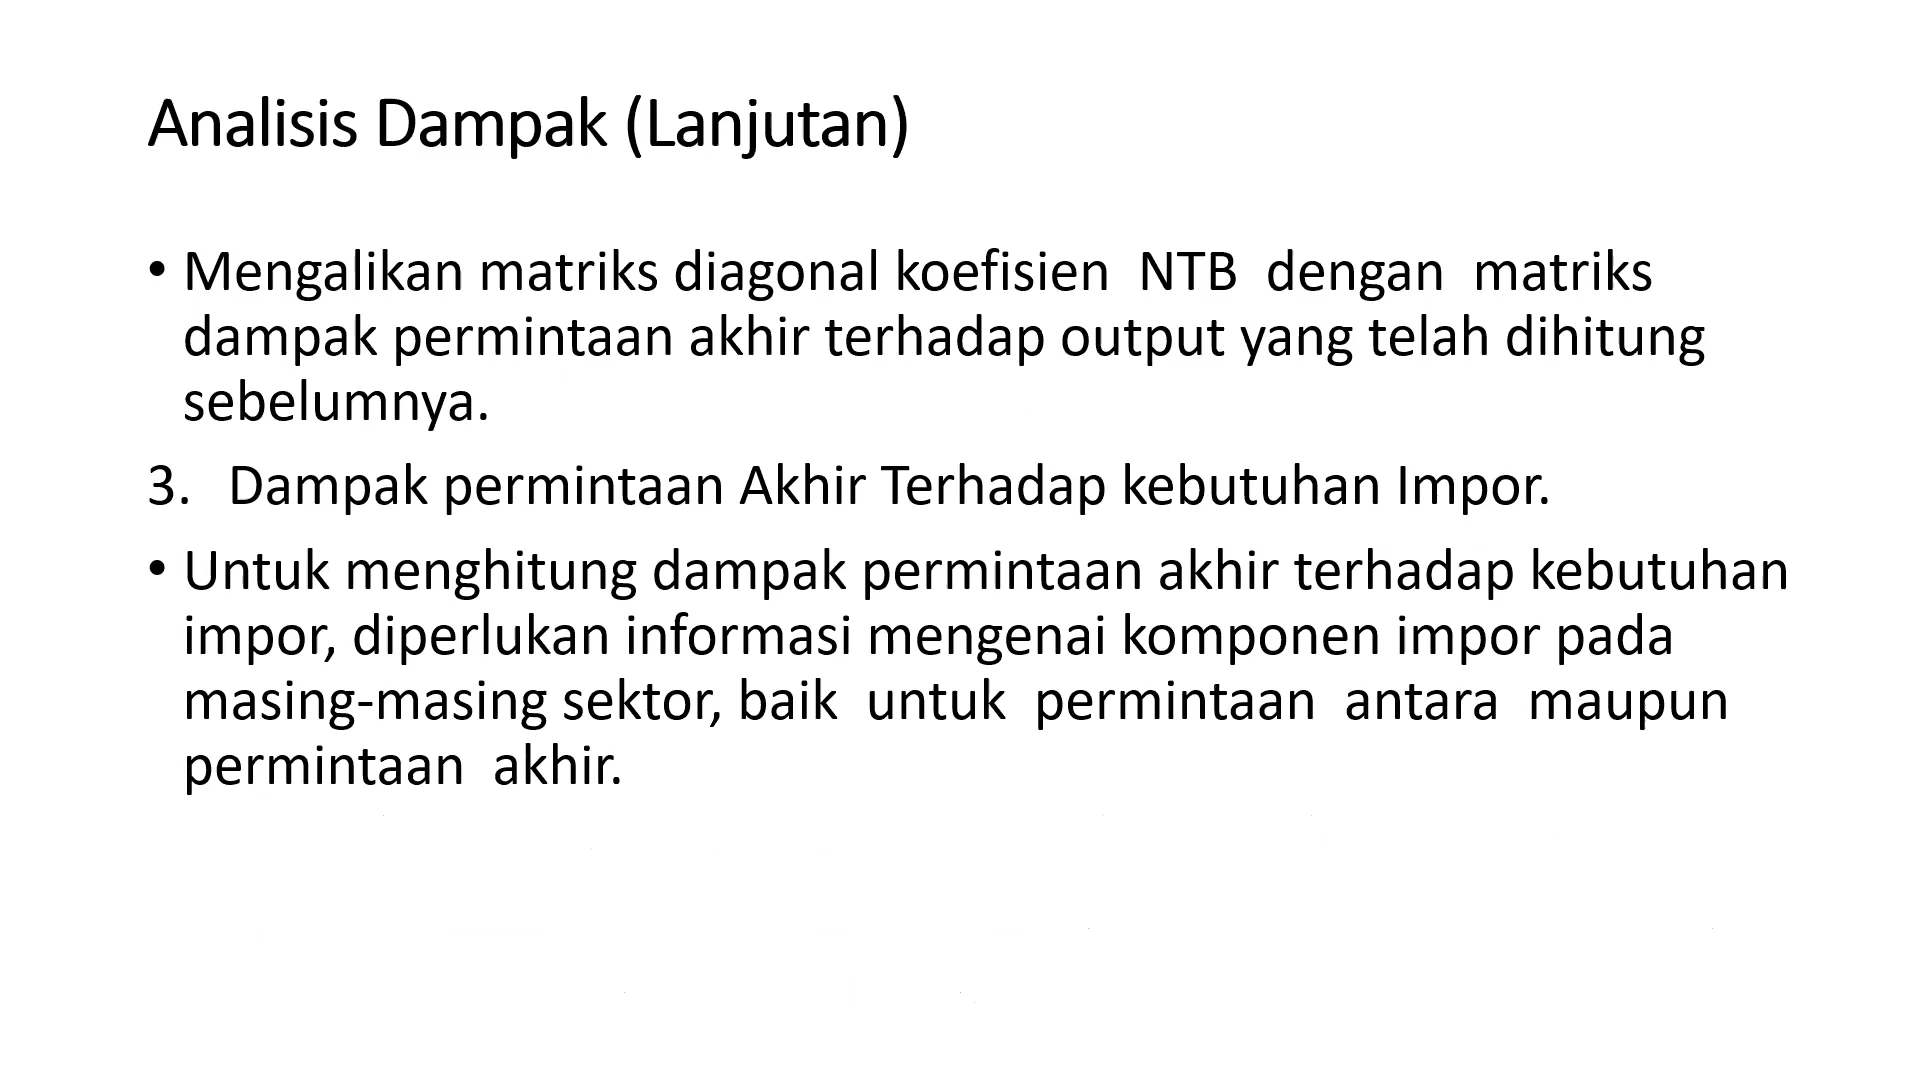 Analisis Dampak (Lanjutan)
• Mengalikan matriks diagonal koefisien  NTB  dengan  matriks
dampak permintaan akhir terhadap output yang telah dihitung
sebelumnya.
3.  Dampak permintaan Akhir Terhadap kebutuhan Impor.
• Untuk menghitung dampak permintaan akhir terhadap kebutuhan
impor, diperlukan informasi mengenai komponen impor pada
masing-masing sektor, baik  untuk  permintaan  antara  maupun
permintaan  akhir.